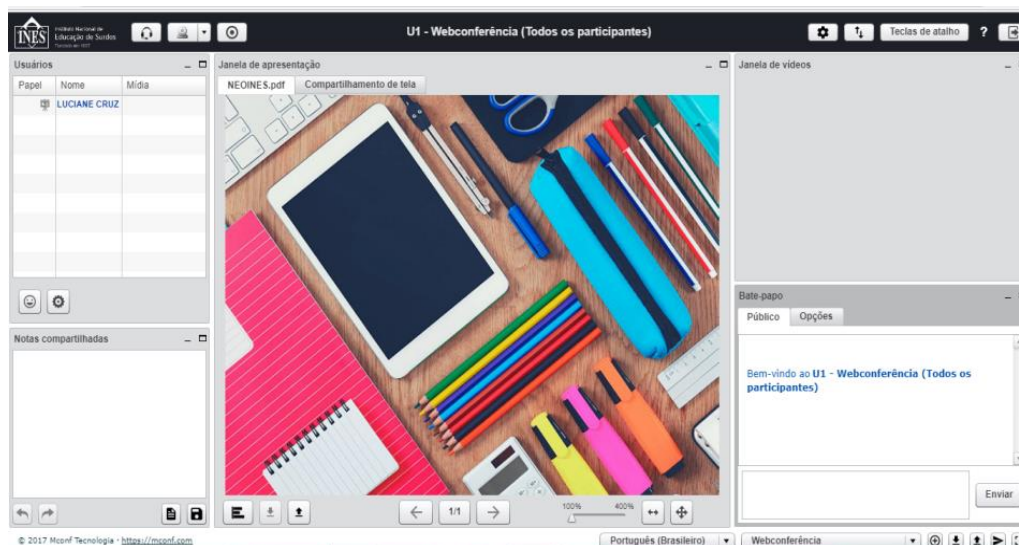 INES
Instituto Nacional de
Educação de Surdos
U1 - Webconferência (Todos os participantes)
Teclas de atalho
?
Usuários
Papel Nome Mídia
LUCIANE CRUZ
Notas compartilhadas
Janela de apresentação
NEOINES.pdf Compartilhamento de tela
1/1
100% 400%
Janela de vídeos
Bate-papo
Público Opções
Bem-vindo ao U1 - Webconferência (Todos os
participantes)
Enviar
© 2017 Mconf Tecnologia - https://mconf.com
Português (Brasileiro)
Webconferência